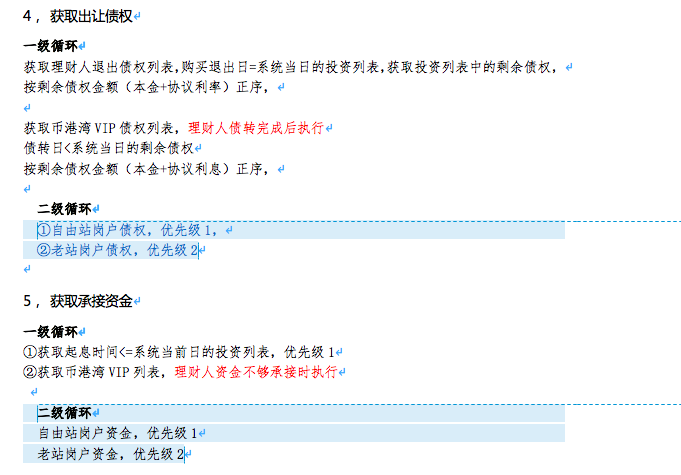 4，获取出让债权
一级循环
获取理财人退出债权列表,购买退出日=系统当日的投资列表,获取投资列表中的剩余债权，
按剩余债权金额（本金+协议利率）正序，
获取币港湾VIP债权列表，理财人债转完成后执行
债转日<系统当日的剩余债权
按剩余债权金额（本金+协议利息）正序，
二级循环
①自由站岗户债权，优先级1，
②老站岗户债权，优先级2
5，获取承接资金
一级循环
①获取起息时间<=系统当前日的投资列表，优先级1
②获取币港湾VIP列表，理财人资金不够承接时执行
二级循环
自由站岗户资金，优先级1
老站岗户资金，优先级2